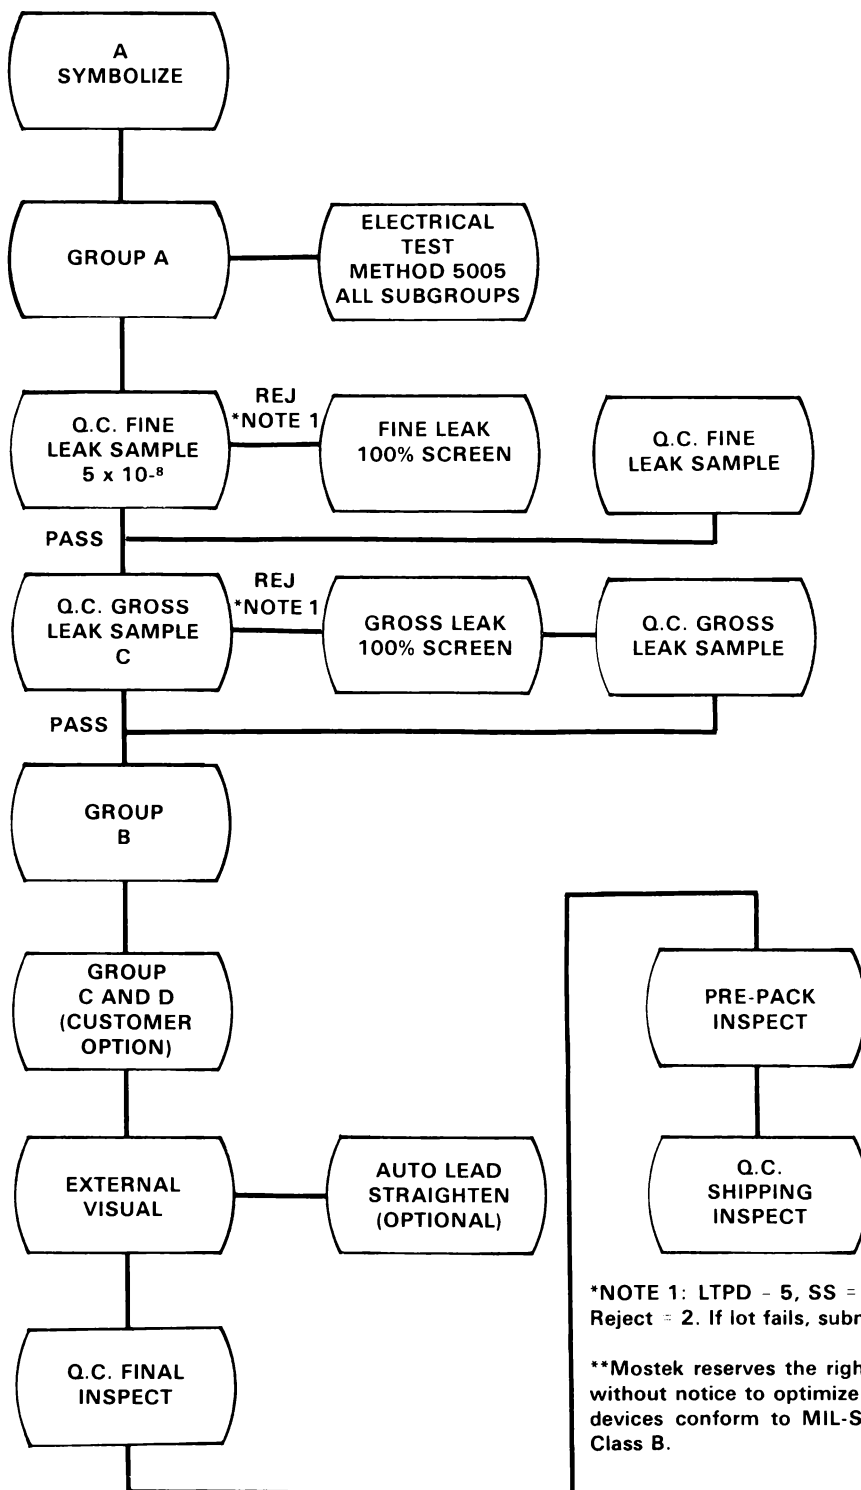 A
SYMBOLIZE
GROUP A
ELECTRICAL
TEST
METHOD 5005
ALL SUBGROUPS
Q.C. FINE
LEAK SAMPLE
5 x 10-⁸
REJ
*NOTE 1
FINE LEAK
100% SCREEN
Q.C. FINE
LEAK SAMPLE
PASS
Q.C. GROSS
LEAK SAMPLE
C
REJ
*NOTE 1
GROSS LEAK
100% SCREEN
Q.C. GROSS
LEAK SAMPLE
PASS
GROUP
B
GROUP
C AND D
(CUSTOMER
OPTION)
EXTERNAL
VISUAL
AUTO LEAD
STRAIGHTEN
(OPTIONAL)
Q.C. FINAL
INSPECT
PRE-PACK
INSPECT
Q.C.
SHIPPING
INSPECT
*NOTE 1: LTPD - 5, SS =
Reject = 2. If lot fails,
**Mostek reserves the
without notice to optimize
devices conform to
Class B.